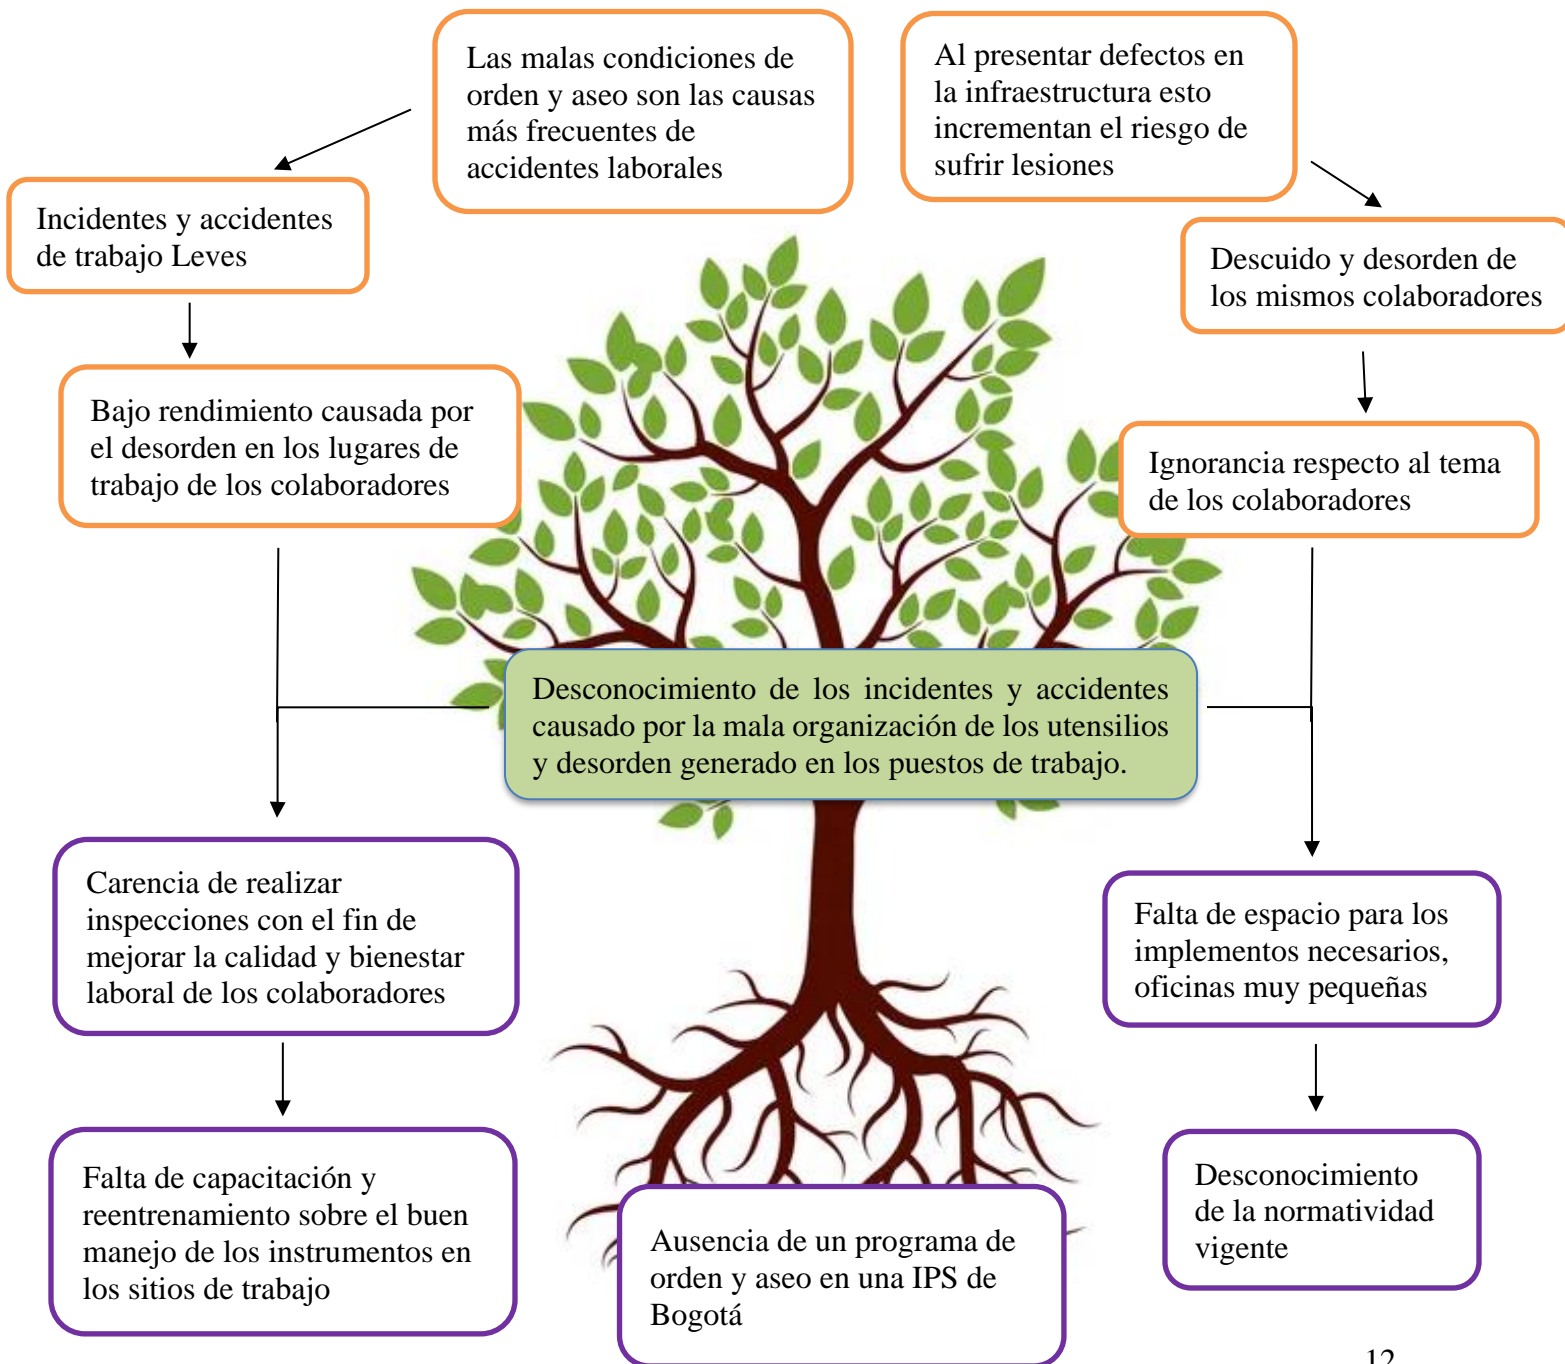 Las malas condiciones de
orden y aseo son las causas
más frecuentes de
accidentes laborales
Al presentar defectos en
la infraestructura esto
incrementan el riesgo de
sufrir lesiones
Incidentes y accidentes
de trabajo Leves
Descuido y desorden de
los mismos colaboradores
Bajo rendimiento causada por
el desorden en los lugares de
trabajo de los colaboradores
Ignorancia respecto al tema
de los colaboradores
Desconocimiento de los incidentes y accidentes
causado por la mala organización de los utensilios
y desorden generado en los puestos de trabajo.
Carencia de realizar
inspecciones con el fin de
mejorar la calidad y bienestar
laboral de los colaboradores
Falta de espacio para los
implementos necesarios,
oficinas muy pequeñas
Falta de capacitación y
reentrenamiento sobre el buen
manejo de los instrumentos en
los sitios de trabajo
Ausencia de un programa de
orden y aseo en una IPS de
Bogotá
Desconocimiento
de la normatividad
vigente
12